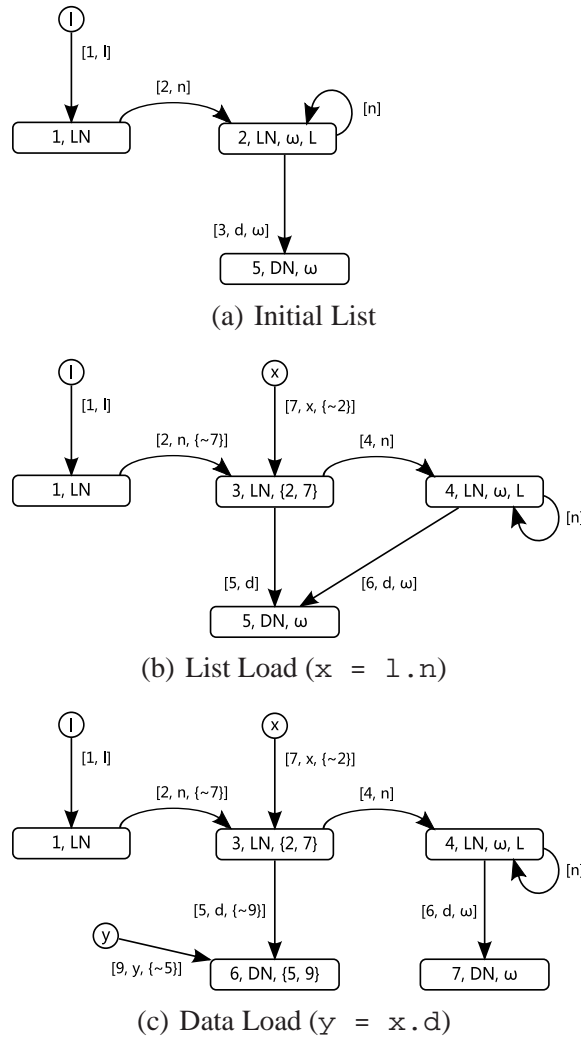 l
[1, l]
[2, n]
[n]
1, LN
2, LN, ω, L
[3, d, ω]
5, DN, ω
(a) Initial List
l
x
[1, l]
[7, x, {~2}]
[2, n, {~7}]
[4, n]
1, LN
3, LN, {2, 7}
4, LN, ω, L
[n]
[5, d]
[6, d, ω]
5, DN, ω
(b) List Load (x = l.n)
l
x
[1, l]
[7, x, {~2}]
[2, n, {~7}]
[4, n]
1, LN
3, LN, {2, 7}
4, LN, ω, L
[n]
[5, d, {~9}]
[6, d, ω]
y
[9, y, {~5}]
6, DN, {5, 9}
7, DN, ω
(c) Data Load (y = x.d)